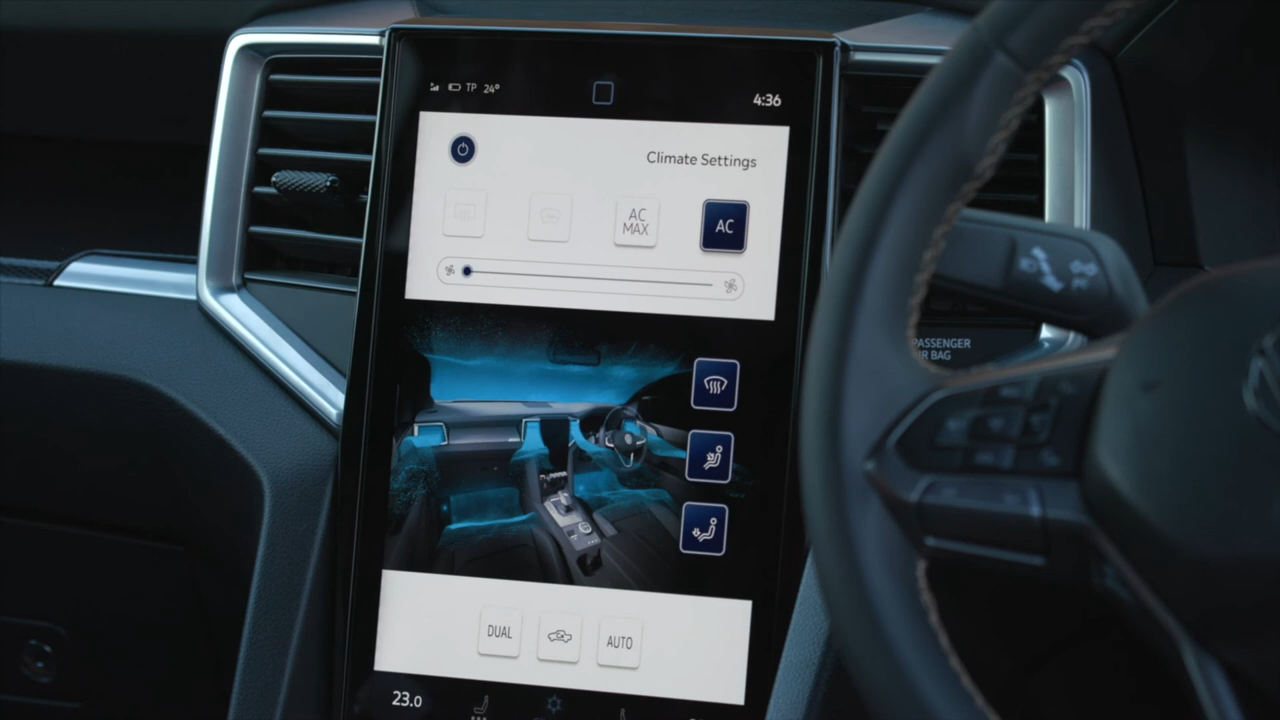 TP 24°
4:36
Climate Settings
AC
MAX
AC
PASSENGER
AIR BAG
DUAL
AUTO
23.0